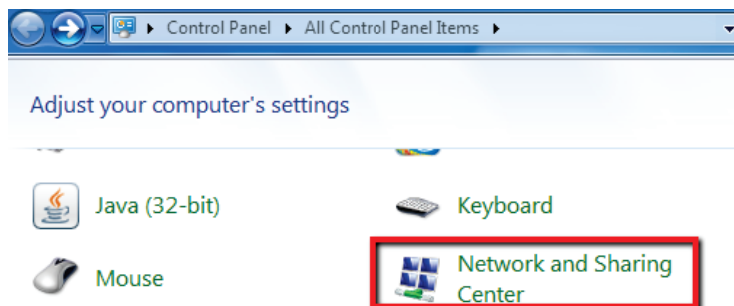 Control Panel All Control Panel Items
Adjust your computer's settings
Java (32-bit)
Keyboard
Mouse
Network and Sharing
Center